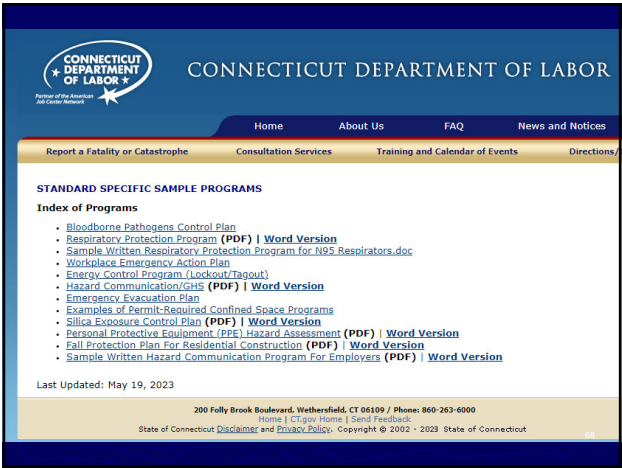 CONNECTICUT
DEPARTMENT
OF LABOR
Partner of the American
Job Center Network
CONNECTICUT DEPARTMENT OF LABOR
Home About Us FAQ News and Notices
Report a Fatality or Catastrophe Consultation Services Training and Calendar of Events Directions/
STANDARD SPECIFIC SAMPLE PROGRAMS
Index of Programs
• Bloodborne Pathogens Control Plan
• Respiratory Protection Program (PDF) | Word Version
• Sample Written Respiratory Protection Program for N95 Respirators.doc
• Workplace Emergency Action Plan
• Energy Control Program (Lockout/Tagout)
• Hazard Communication/GHS (PDF) | Word Version
• Emergency Evacuation Plan
• Examples of Permit-Required Confined Space Programs
• Silica Exposure Control Plan (PDF) | Word Version
• Personal Protective Equipment (PPE) Hazard Assessment (PDF) | Word Version
• Fall Protection Plan For Residential Construction (PDF) | Word Version
• Sample Written Hazard Communication Program For Employers (PDF) | Word Version
Last Updated: May 19, 2023
200 Folly Brook Boulevard, Wethersfield, CT 06109 / Phone: 860-263-6000
Home | CT.gov Home | Send Feedback
State of Connecticut Disclaimer and Privacy Policy. Copyright © 2002 - 2023 State of Connecticut